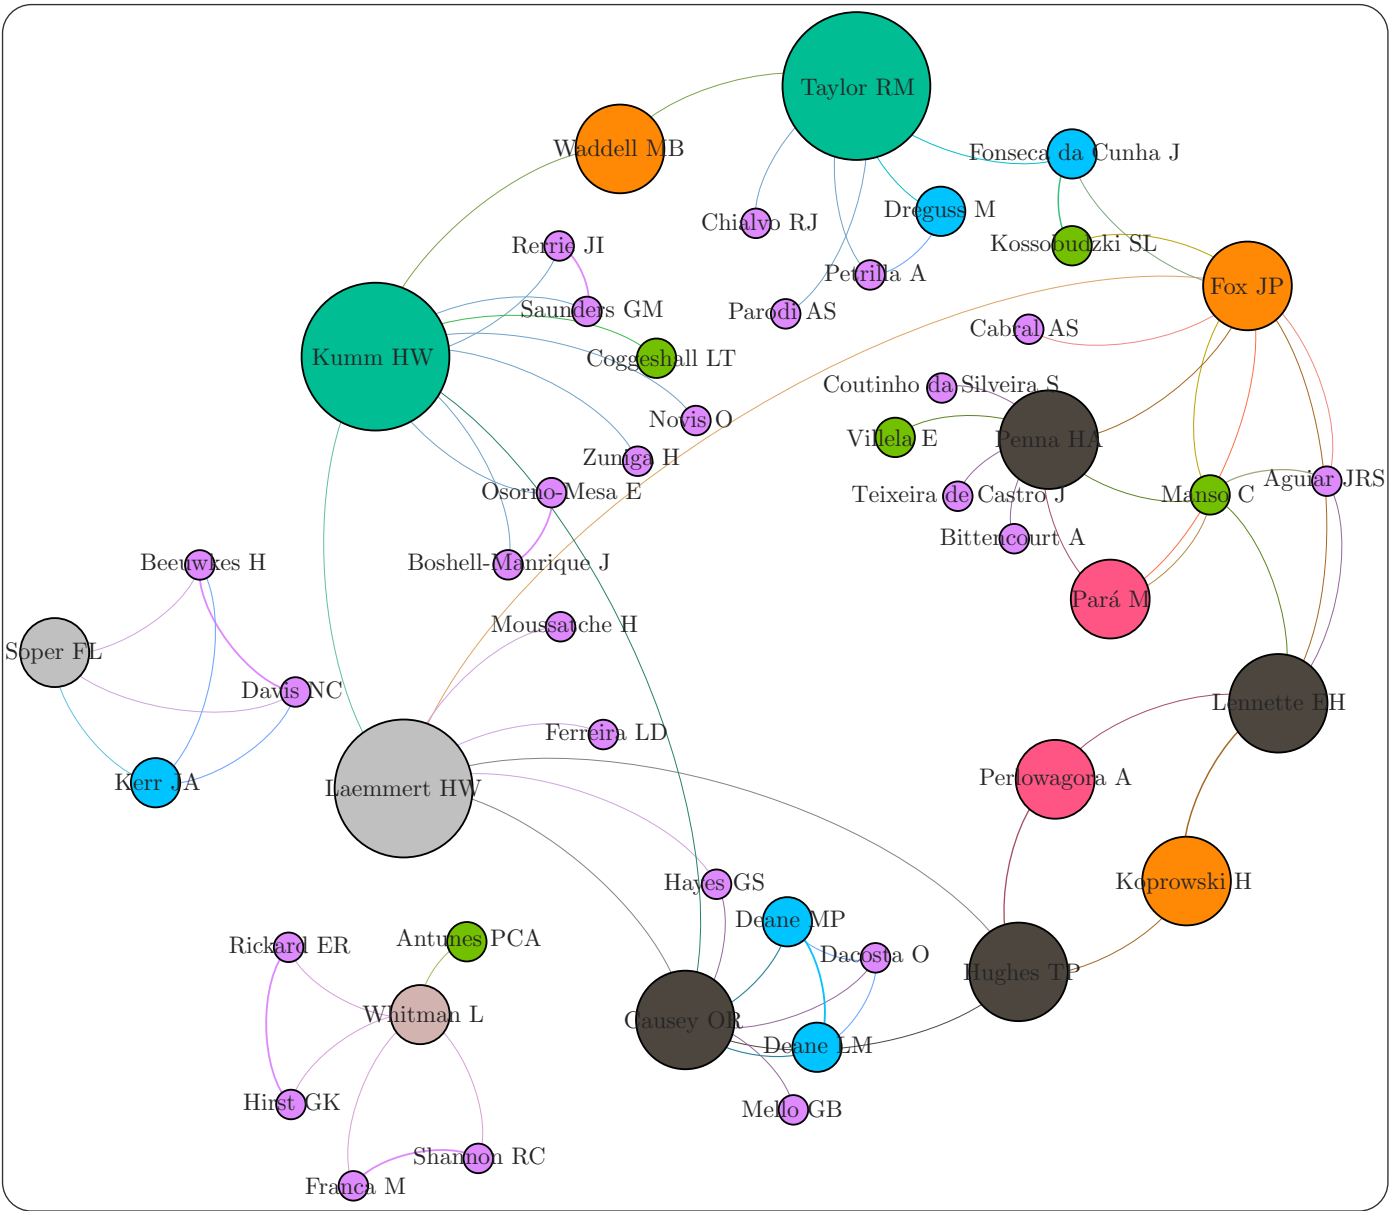 Taylor RM
Waddell MB
Fonseca da Cunha J
Dreguss M
Chialvo RJ
Rerrie JI
Kossobudzki SL
Petrilla A
Fox JP
Saunders GM
Parodi AS
Cabral AS
Kumm HW
Coggeshall LT
Coutinho da Silveira S
Novis O
Villela E
Penna HA
Zuniga H
Osorno-Mesa E
Teixeira de Castro J
Manso C
Aguiar JRS
Bittencourt A
Beeuwkes H
Boshell-Manrique J
Pará M
Moussatche H
Soper FL
Davis NC
Lennette EH
Ferreira LD
Kerr JA
Laemmert HW
Perlowagora A
Hayes GS
Koprowski H
Deane MP
Rickard ER
Antunes PCA
Dacosta O
Hughes TP
Whitman L
Causey OR
Deane LM
Hirst GK
Mello GB
Shannon RC
Franca M